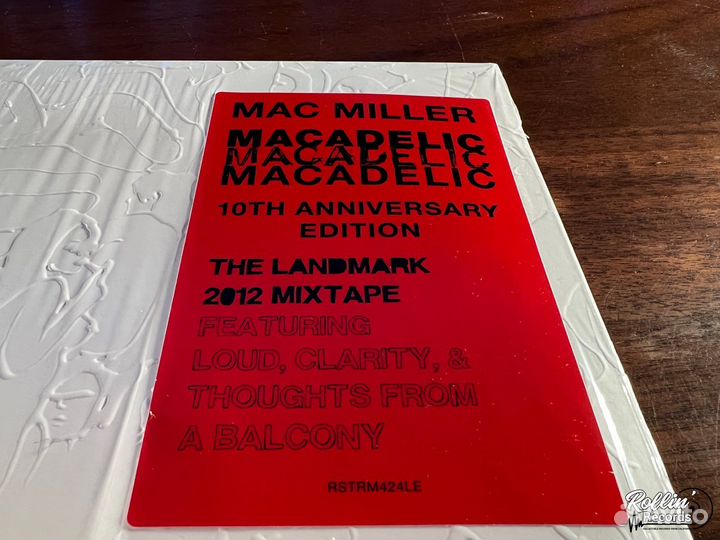 MAC MILLER
MACADELIC
MACADELIC
MACADELIC
10TH ANNIVERSARY
EDITION
THE LANDMARK
2012 MIXTAPE
FEATURING
LOUD, CLARITY, &
THOUGHTS FROM
A BALCONY
RSTRM424LE
Rollin'
Records